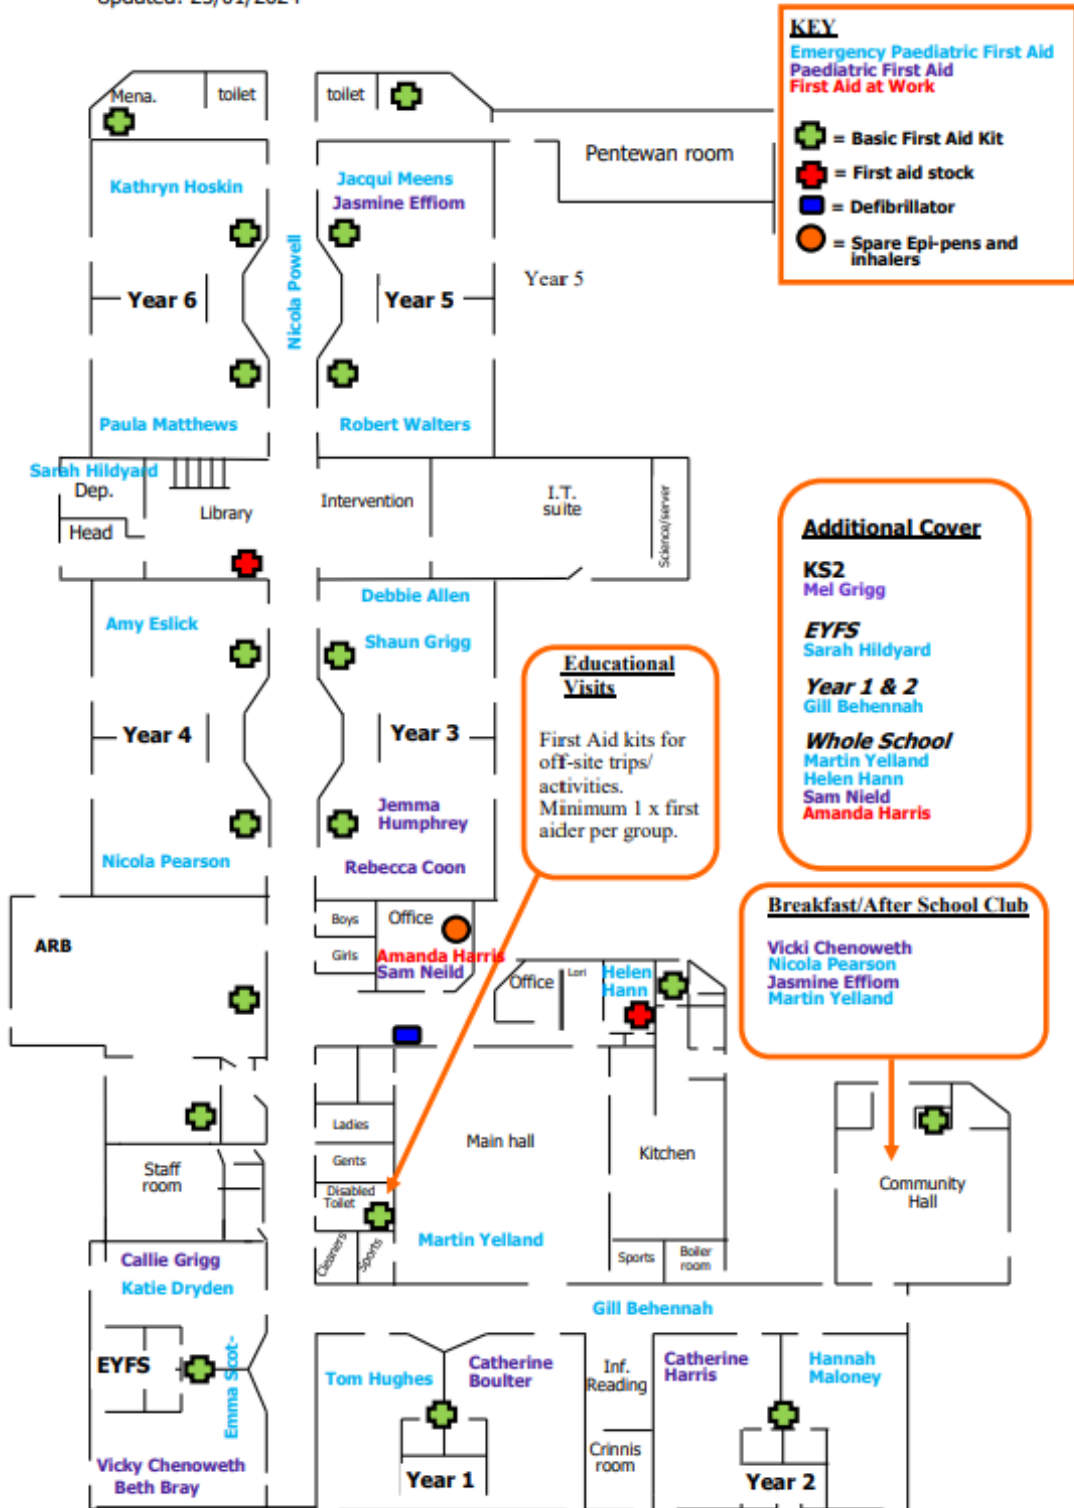 Updated: 23/01/2024
KEY
Emergency Paediatric First Aid
Paediatric First Aid
First Aid at Work
= Basic First Aid Kit
= First aid stock
= Defibrillator
= Spare Epi-pens and
inhalers
Mena.
toilet
toilet
Pentewan room
Kathryn Hoskin
Jacqui Meens
Jasmine Effiom
Nicola Powell
Year 6
Year 5
Year 5
Paula Matthews
Robert Walters
Sarah Hildyard
Dep.
Head
Library
Intervention
I.T.
suite
Science/server
Additional Cover
KS2
Mel Grigg
EYFS
Sarah Hildyard
Year 1 & 2
Gill Behennah
Whole School
Martin Yelland
Helen Hann
Sam Nield
Amanda Harris
Debbie Allen
Amy Eslick
Shaun Grigg
Educational
Visits
First Aid kits for
off-site trips/
activities.
Minimum 1 x first
aider per group.
Year 4
Year 3
Jemma
Humphrey
Nicola Pearson
Rebecca Coon
Breakfast/After School Club
Vicki Chenoweth
Nicola Pearson
Jasmine Effiom
Martin Yelland
ARB
Boys
Girls
Office
Amanda Harris
Sam Neild
Office
Lori
Helen
Hann
Ladies
Gents
Disabled
Toilet
Cleaners
Sports
Main hall
Kitchen
Martin Yelland
Sports
Boiler
room
Community
Hall
Staff
room
Callie Grigg
Katie Dryden
Gill Behennah
EYFS
Emma Scot-
Vicky Chenoweth
Beth Bray
Tom Hughes
Catherine
Boulter
Year 1
Inf.
Reading
Crinnis
room
Catherine
Harris
Hannah
Maloney
Year 2